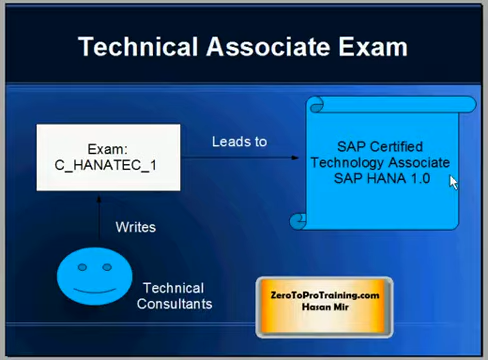 Technical Associate Exam
Exam:
C_HANATEC_1
Leads to
SAP Certified
Technology Associate
SAP HANA 1.0
Writes
Technical
Consultants
ZeroToProTraining.com
Hasan Mir